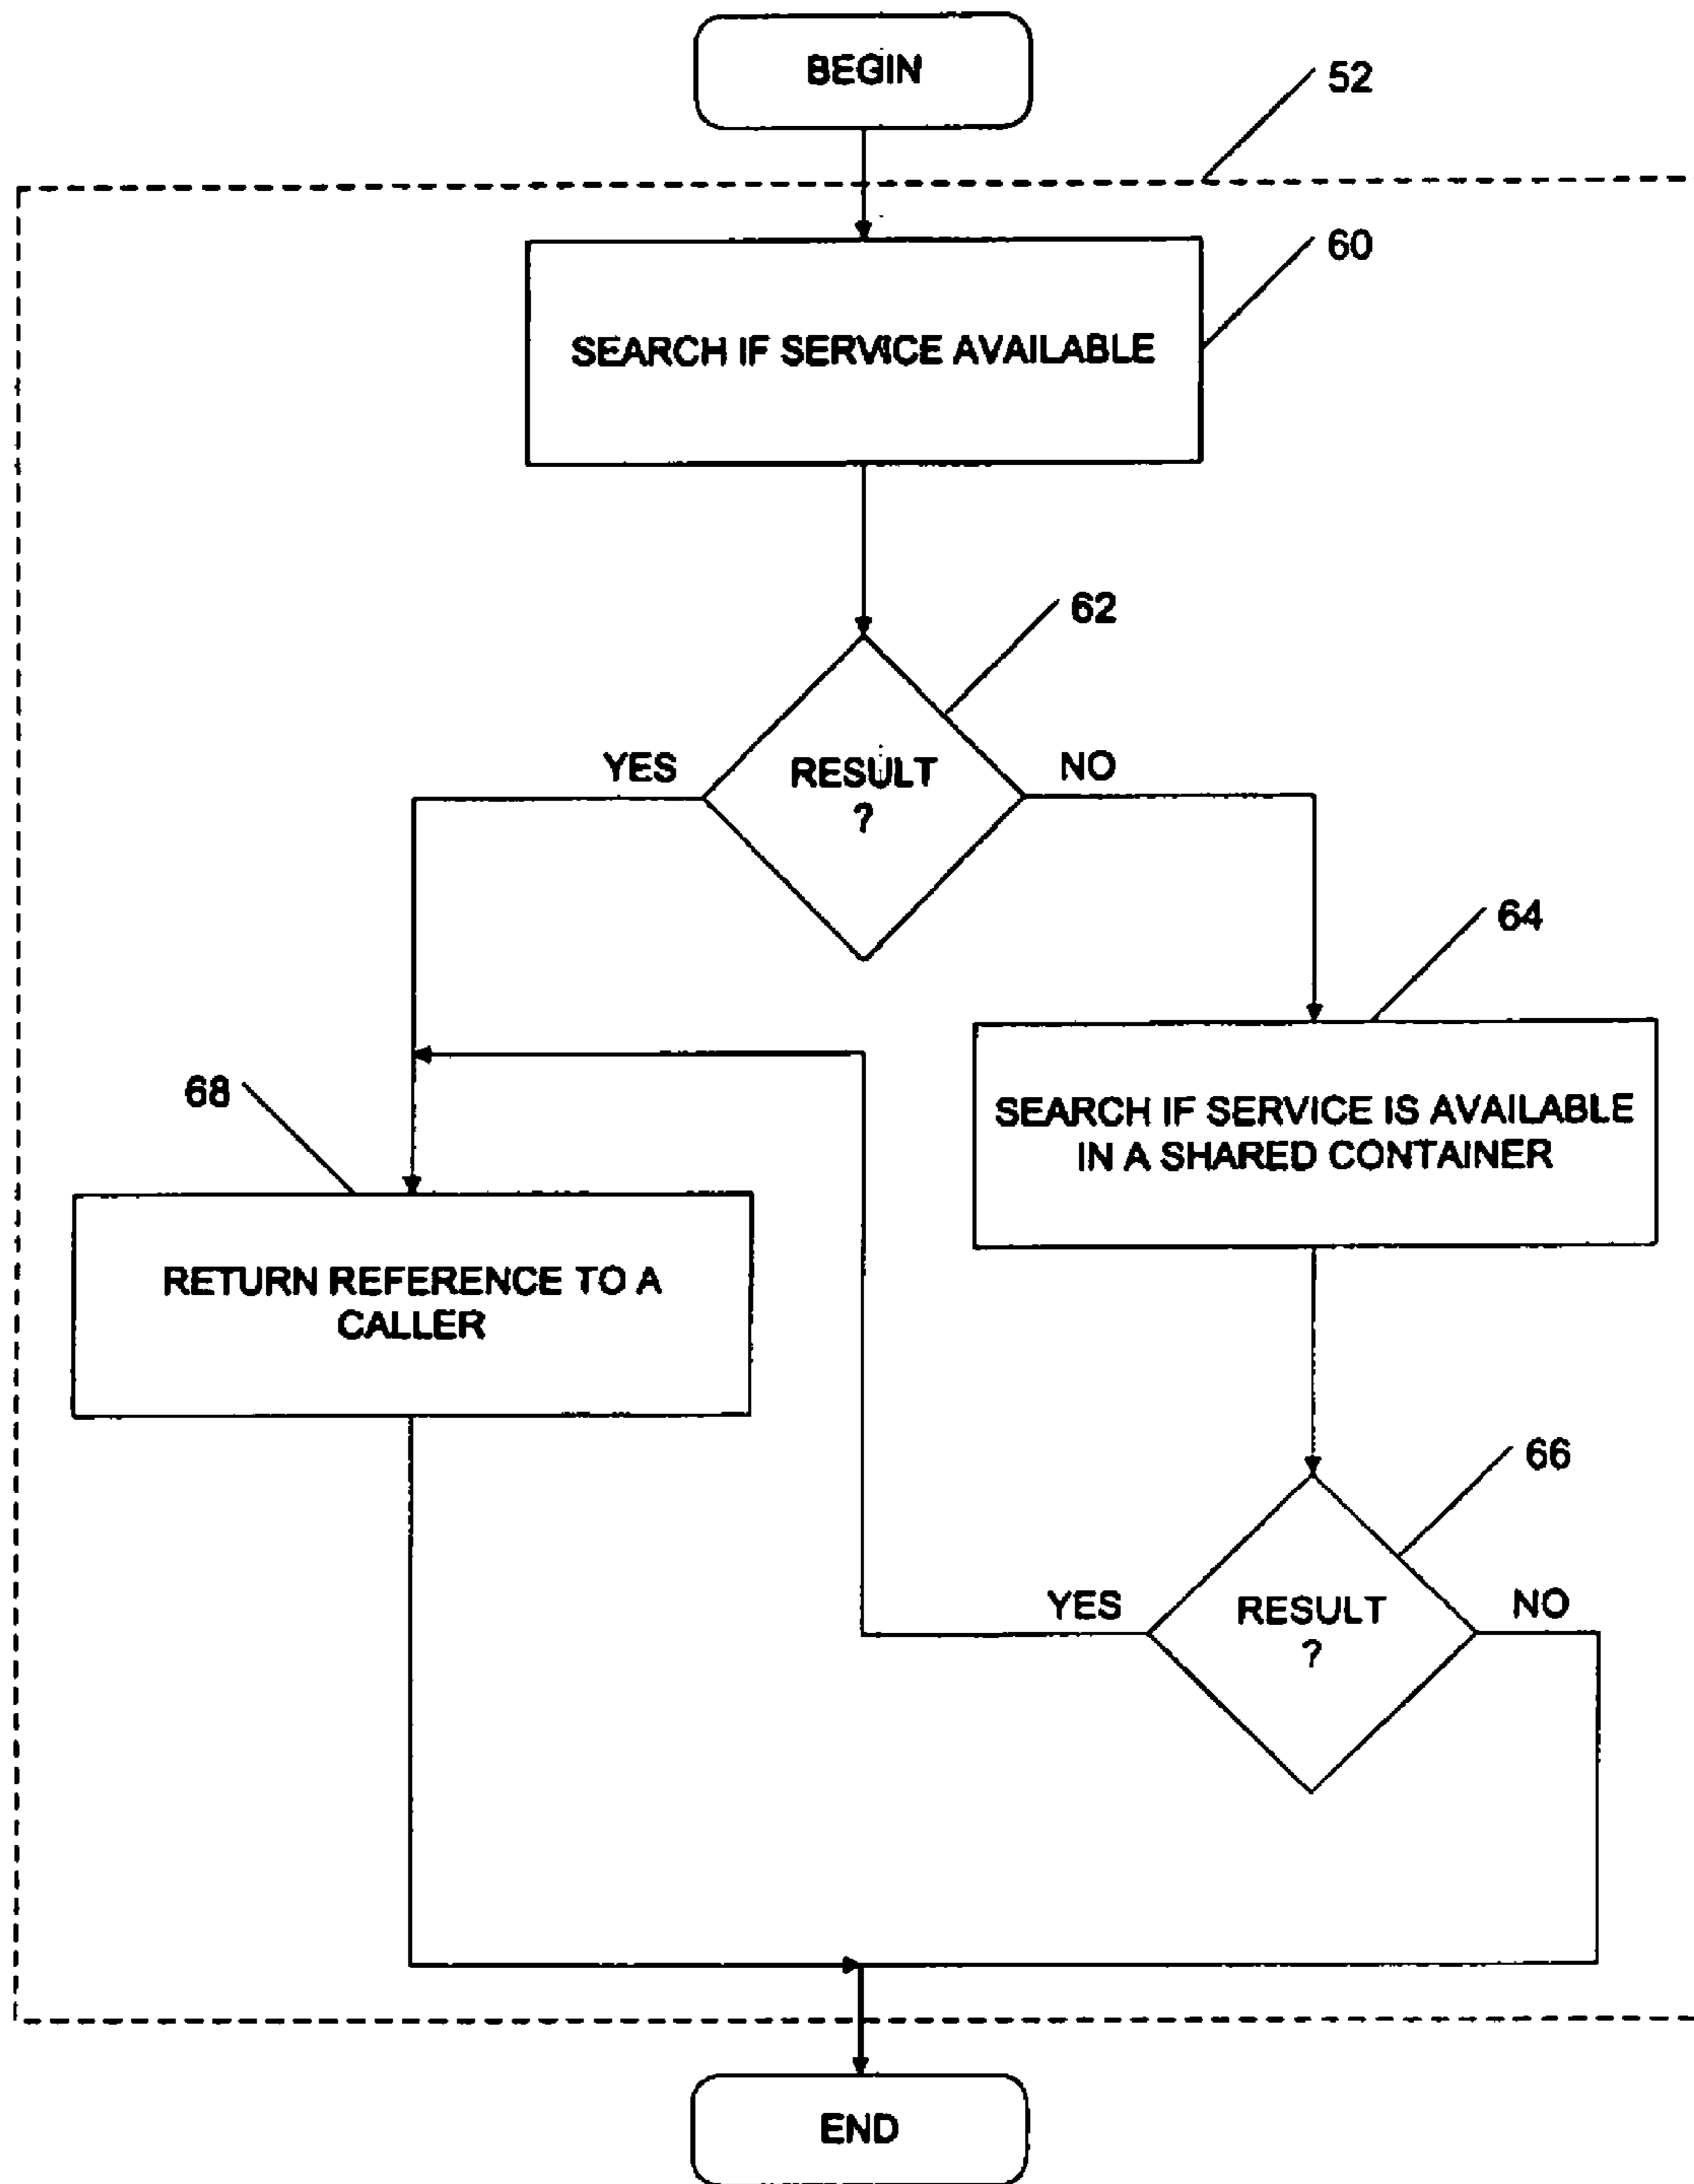 BEGIN
52
SEARCH IF SERVICE AVAILABLE
60
62
YES
RESULT
?
NO
64
SEARCH IF SERVICE IS AVAILABLE
IN A SHARED CONTAINER
68
RETURN REFERENCE TO A
CALLER
66
YES
RESULT
?
NO
END